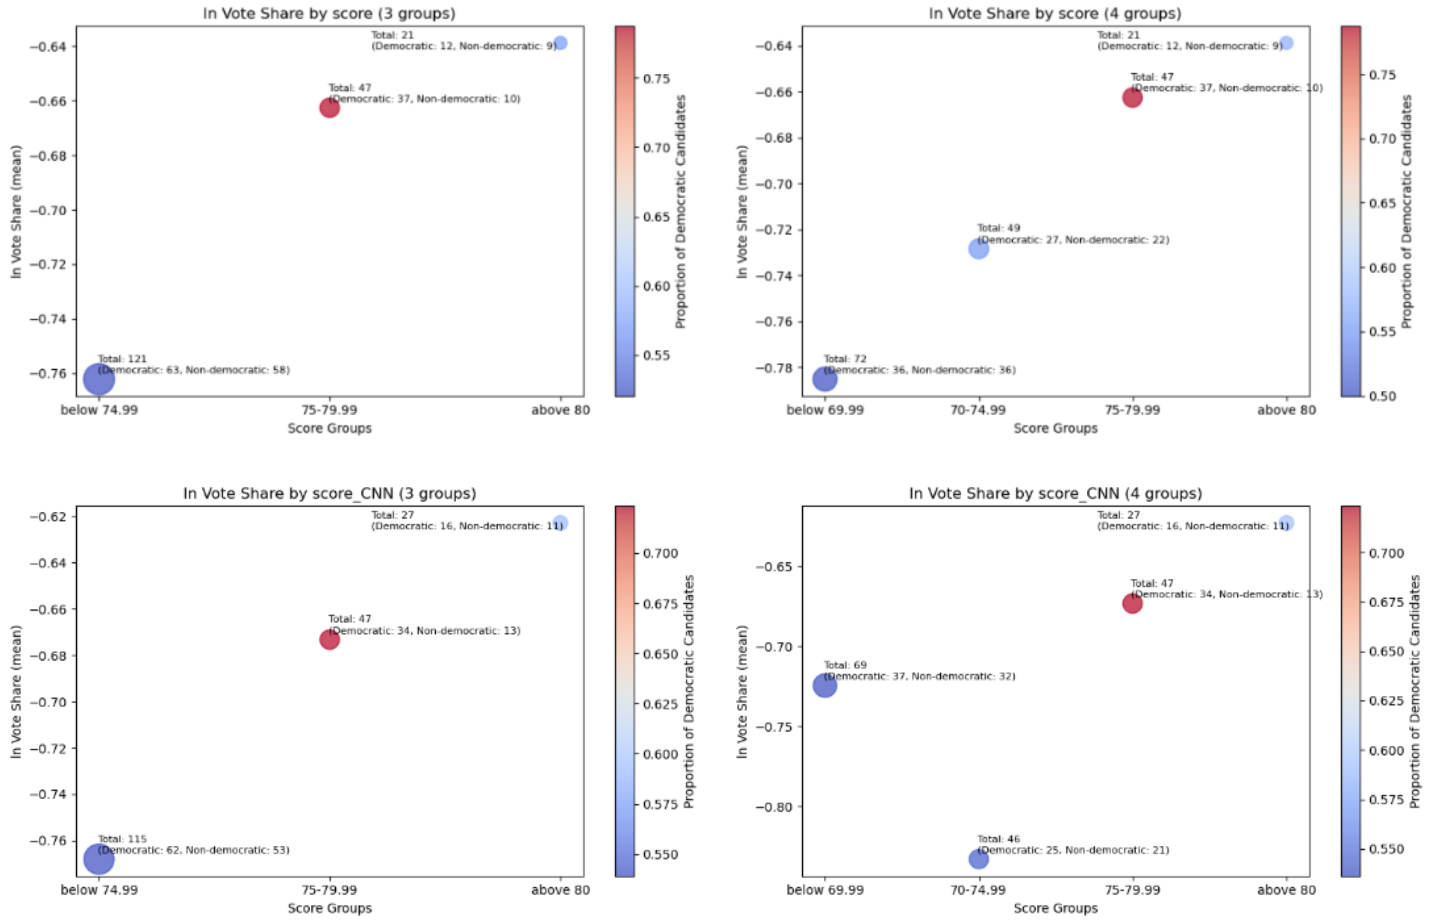 In Vote Share by score (3 groups)
In Vote Share (mean)
−0.64
−0.66
−0.68
−0.70
−0.72
−0.74
−0.76
Total: 21
(Democratic: 12, Non-democratic: 9)
Total: 47
(Democratic: 37, Non-democratic: 10)
Total: 121
(Democratic: 63, Non-democratic: 58)
below 74.99
75-79.99
above 80
Score Groups
0.75
0.70
0.65
0.60
0.55
Proportion of Democratic Candidates
In Vote Share by score (4 groups)
In Vote Share (mean)
−0.64
−0.66
−0.68
−0.70
−0.72
−0.74
−0.76
−0.78
Total: 21
(Democratic: 12, Non-democratic: 9)
Total: 47
(Democratic: 37, Non-democratic: 10)
Total: 49
(Democratic: 27, Non-democratic: 22)
Total: 72
(Democratic: 36, Non-democratic: 36)
below 69.99
70-74.99
75-79.99
above 80
Score Groups
0.75
0.70
0.65
0.60
0.55
0.50
Proportion of Democratic Candidates
In Vote Share by score_CNN (3 groups)
In Vote Share (mean)
−0.62
−0.64
−0.66
−0.68
−0.70
−0.72
−0.74
−0.76
Total: 27
(Democratic: 16, Non-democratic: 11)
Total: 47
(Democratic: 34, Non-democratic: 13)
Total: 115
(Democratic: 62, Non-democratic: 53)
below 74.99
75-79.99
above 80
Score Groups
0.700
0.675
0.650
0.625
0.600
0.575
0.550
Proportion of Democratic Candidates
In Vote Share by score_CNN (4 groups)
In Vote Share (mean)
−0.65
−0.70
−0.75
−0.80
Total: 27
(Democratic: 16, Non-democratic: 11)
Total: 47
(Democratic: 34, Non-democratic: 13)
Total: 69
(Democratic: 37, Non-democratic: 32)
Total: 46
(Democratic: 25, Non-democratic: 21)
below 69.99
70-74.99
75-79.99
above 80
Score Groups
0.700
0.675
0.650
0.625
0.600
0.575
0.550
Proportion of Democratic Candidates